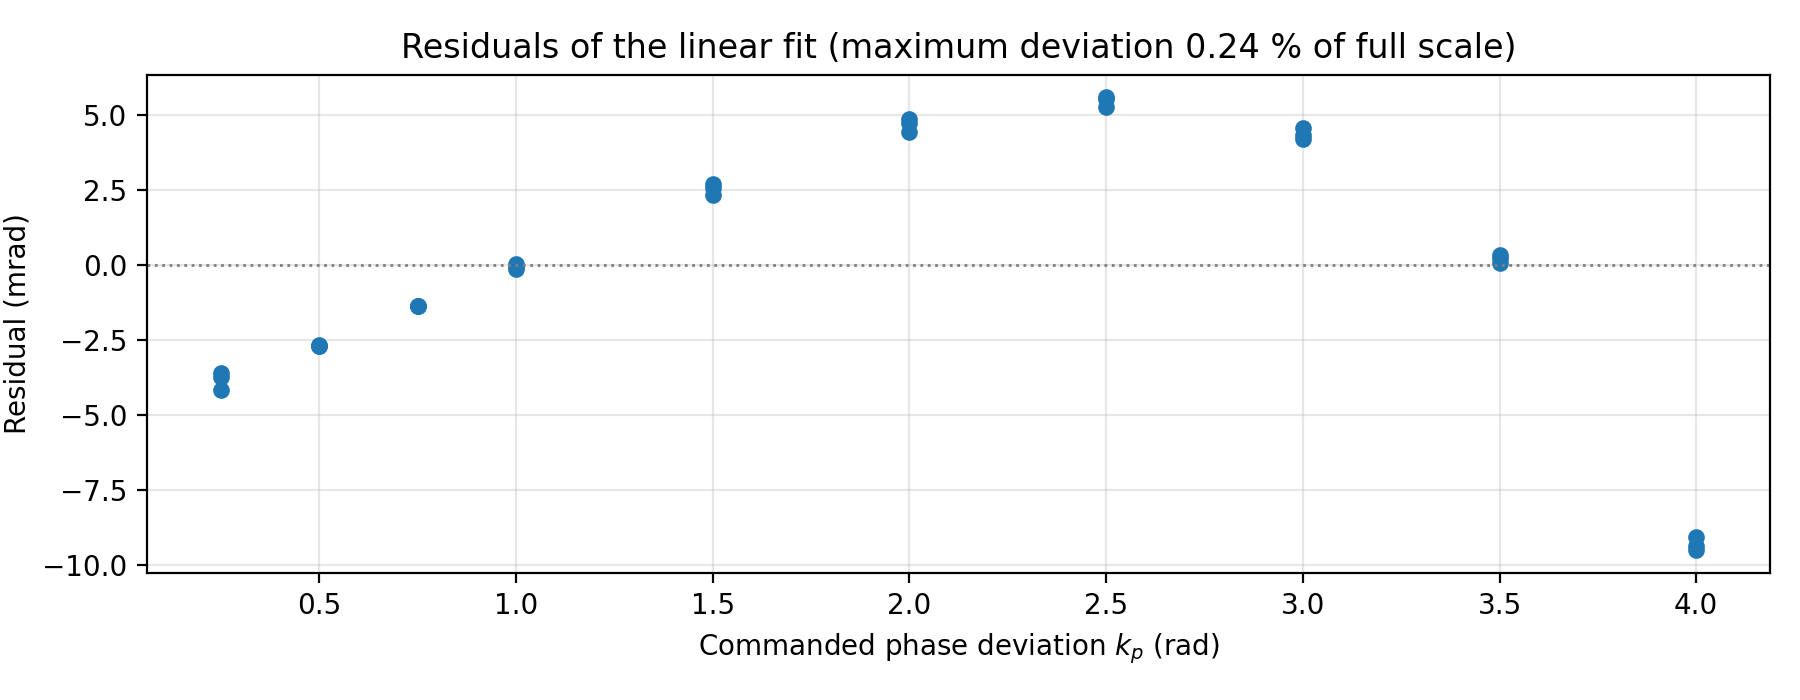 Residuals of the linear fit (maximum deviation 0.24 % of full scale)
Residual (mrad)
5.0
2.5
0.0
−2.5
−5.0
−7.5
−10.0
0.5 1.0 1.5 2.0 2.5 3.0 3.5 4.0
Commanded phase deviation k_p (rad)